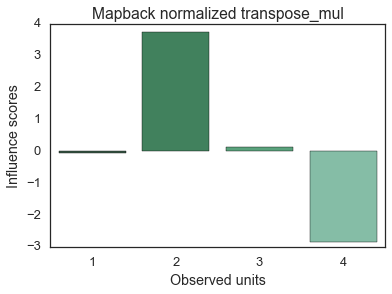 Mapback normalized transpose_mul
4
3
2
1
0
−1
−2
−3
Influence scores
1 2 3 4
Observed units